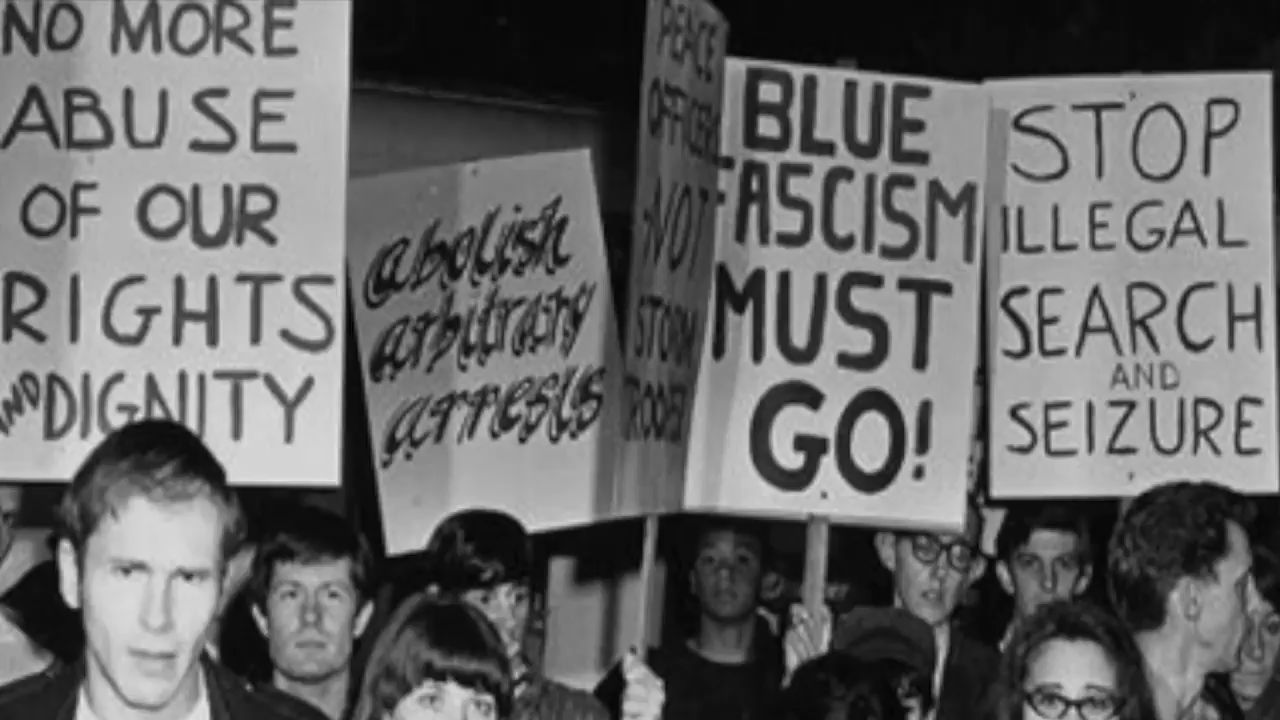 NO MORE
ABUSE
OF OUR
RIGHTS
AND DIGNITY
abolish
arbitrary
arrests
PEACE
OFFICERS
-NOT
STORM
TROOPERS
BLUE
FASCISM
MUST
GO!
STOP
ILLEGAL
SEARCH
AND
SEIZURE